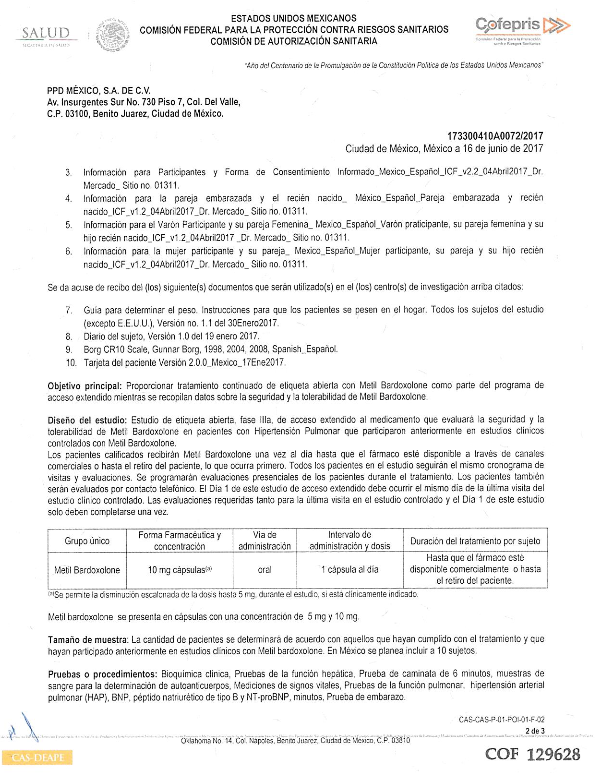 SALUD
SECRETARÍA DE SALUD
ESTADOS UNIDOS MEXICANOS
COMISIÓN FEDERAL PARA LA PROTECCIÓN CONTRA RIESGOS SANITARIOS
COMISIÓN DE AUTORIZACIÓN SANITARIA
Cofepris
Comisión Federal para la Protección
contra Riesgos Sanitarios
"Año del Centenario de la Promulgación de la Constitución Política de los Estados Unidos Mexicanos"
PPD MÉXICO, S.A. DE C.V.
Av. Insurgentes Sur No. 730 Piso 7, Col. Del Valle,
C.P. 03100, Benito Juarez, Ciudad de México.
173300410A0072/2017
Ciudad de México, México a 16 de junio de 2017
3. Información para Participantes y Forma de Consentimiento Informado_Mexico_Español_ICF_v2.2_04Abril2017_Dr.
Mercado_ Sitio no. 01311.
4. Información para la pareja embarazada y el recién nacido_ México_Español_Pareja embarazada y recién
nacido_ICF_v1.2_04Abril2017_Dr. Mercado_ Sitio no. 01311.
5. Información para el Varón Participante y su pareja Femenina_ Mexico_Español_Varón praticipante, su pareja femenina y su
hijo recién nacido_ICF_v1.2_04Abril2017 _Dr. Mercado_ Sitio no. 01311.
6. Información para la mujer participante y su pareja_ Mexico_Español_Mujer participante, su pareja y su hijo recién
nacido_ICF_v1.2_04Abril2017_Dr. Mercado_ Sitio no. 01311.
Se da acuse de recibo del (los) siguiente(s) documentos que serán utilizado(s) en el (los) centro(s) de investigación arriba citados:
7. Guía para determinar el peso. Instrucciones para que los pacientes se pesen en el hogar. Todos los sujetos del estudio
(excepto E.E.U.U.), Versión no. 1.1 del 30Enero2017.
8. Diario del sujeto, Versión 1.0 del 19 enero 2017.
9. Borg CR10 Scale, Gunnar Borg, 1998, 2004, 2008, Spanish_Español.
10. Tarjeta del paciente Versión 2.0.0_Mexico_17Ene2017.
Objetivo principal: Proporcionar tratamiento continuado de etiqueta abierta con Metil Bardoxolone como parte del programa de
acceso extendido mientras se recopilan datos sobre la seguridad y la tolerabilidad de Metil Bardoxolone.
Diseño del estudio: Estudio de etiqueta abierta, fase IIIa, de acceso extendido al medicamento que evaluará la seguridad y la
tolerabilidad de Metil Bardoxolone en pacientes con Hipertensión Pulmonar que participaron anteriormente en estudios clínicos
controlados con Metil Bardoxolone.
Los pacientes calificados recibirán Metil Bardoxolone una vez al día hasta que el fármaco esté disponible a través de canales
comerciales o hasta el retiro del paciente, lo que ocurra primero. Todos los pacientes en el estudio seguirán el mismo cronograma de
visitas y evaluaciones. Se programarán evaluaciones presenciales de los pacientes durante el tratamiento. Los pacientes también
serán evaluados por contacto telefónico. El Día 1 de este estudio de acceso extendido debe ocurrir el mismo día de la última visita del
estudio clínico controlado. Las evaluaciones requeridas tanto para la última visita en el estudio controlado y el Día 1 de este estudio
solo deben completarse una vez.
Grupo único
Forma Farmacéutica y
concentración
Vía de
administración
Intervalo de
administración y dosis
Duración del tratamiento por sujeto
Metil Bardoxolone
10 mg cápsulas(a)
oral
1 cápsula al día
Hasta que el fármaco esté
disponible comercialmente o hasta
el retiro del paciente.
(a)Se permite la disminución escalonada de la dosis hasta 5 mg, durante el estudio, si está clínicamente indicado.
Metil bardoxolone se presenta en cápsulas con una concentración de 5 mg y 10 mg.
Tamaño de muestra: La cantidad de pacientes se determinará de acuerdo con aquellos que hayan cumplido con el tratamiento y que
hayan participado anteriormente en estudios clínicos con Metil bardoxolone. En México se planea incluir a 10 sujetos.
Pruebas o procedimientos: Bioquímica clínica, Pruebas de la función hepática, Prueba de caminata de 6 minutos, muestras de
sangre para la determinación de autoanticuerpos, Mediciones de signos vitales, Pruebas de la función pulmonar, hipertensión arterial
pulmonar (HAP), BNP, péptido natriurético de tipo B y NT-proBNP, minutos, Prueba de embarazo.
CAS-CAS-P-01-POI-01-F-02
2 de 3
Oklahoma No. 14, Col. Nápoles, Benito Juárez, Ciudad de México, C.P. 03810
CAS-DEAPE
COF 129628